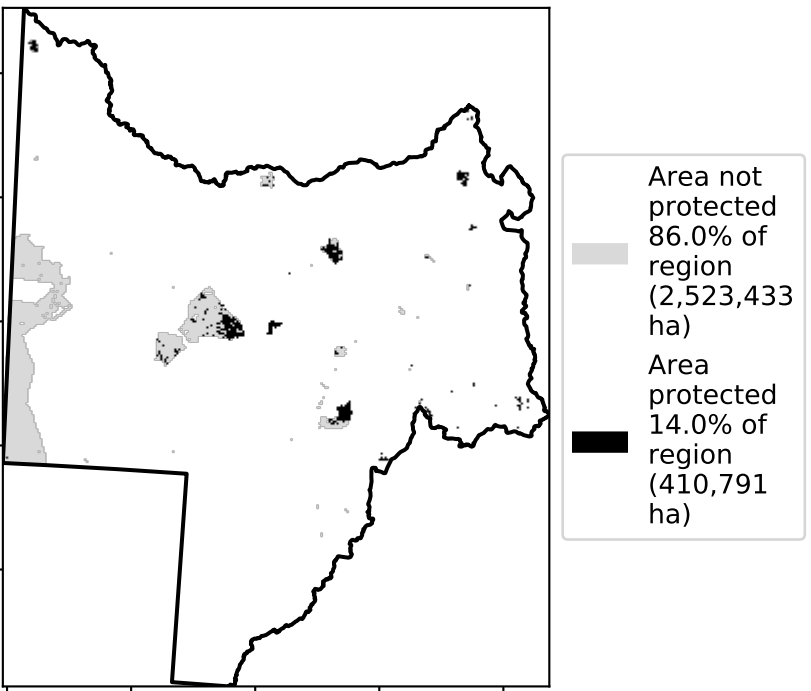 Area not
protected
86.0% of
region
(2,523,433
ha)
Area
protected
14.0% of
region
(410,791
ha)